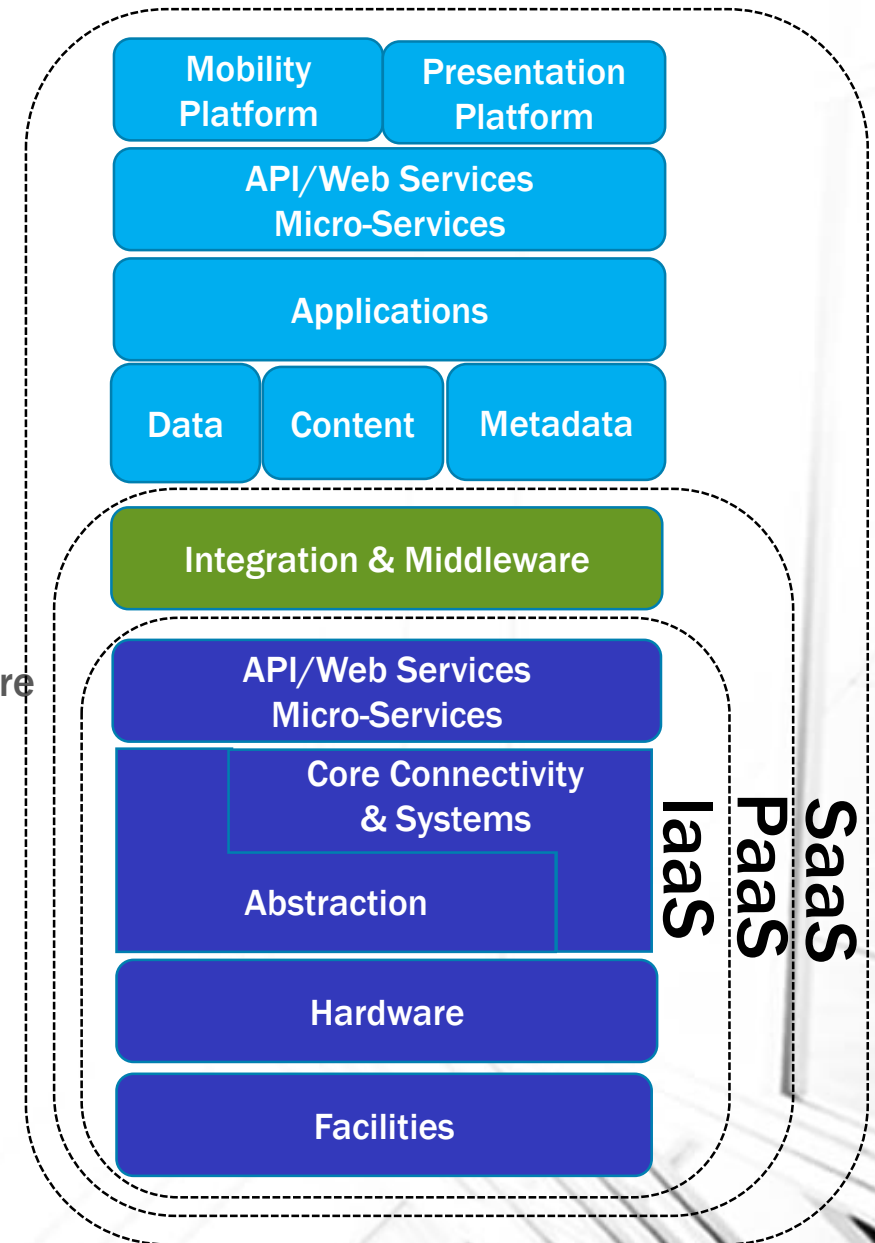 Mobility
Platform
Presentation
Platform
API/Web Services
Micro-Services
Applications
Data
Content
Metadata
Integration & Middleware
re
API/Web Services
Micro-Services
Core Connectivity
& Systems
Abstraction
Hardware
Facilities
IaaS
PaaS
SaaS